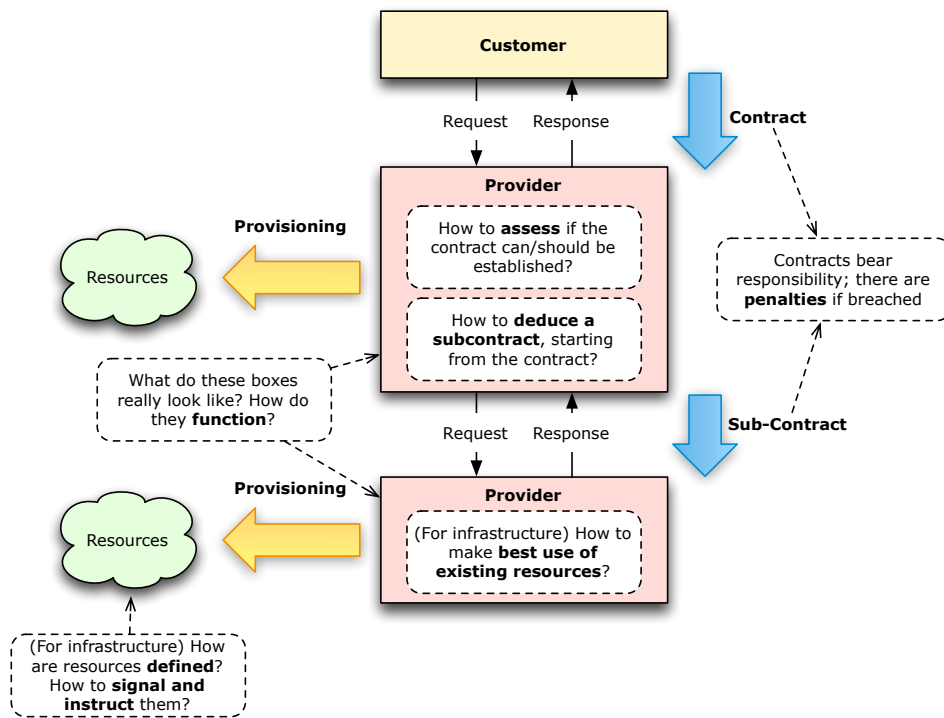 Customer
Request
Response
Contract
Provider
How to assess if the
contract can/should be
established?
Provisioning
Resources
Contracts bear
responsibility; there are
penalties if breached
How to deduce a
subcontract, starting
from the contract?
What do these boxes
really look like? How do
they function?
Request
Response
Sub-Contract
Provider
(For infrastructure) How to
make best use of
existing resources?
Provisioning
Resources
(For infrastructure) How
are resources defined?
How to signal and
instruct them?